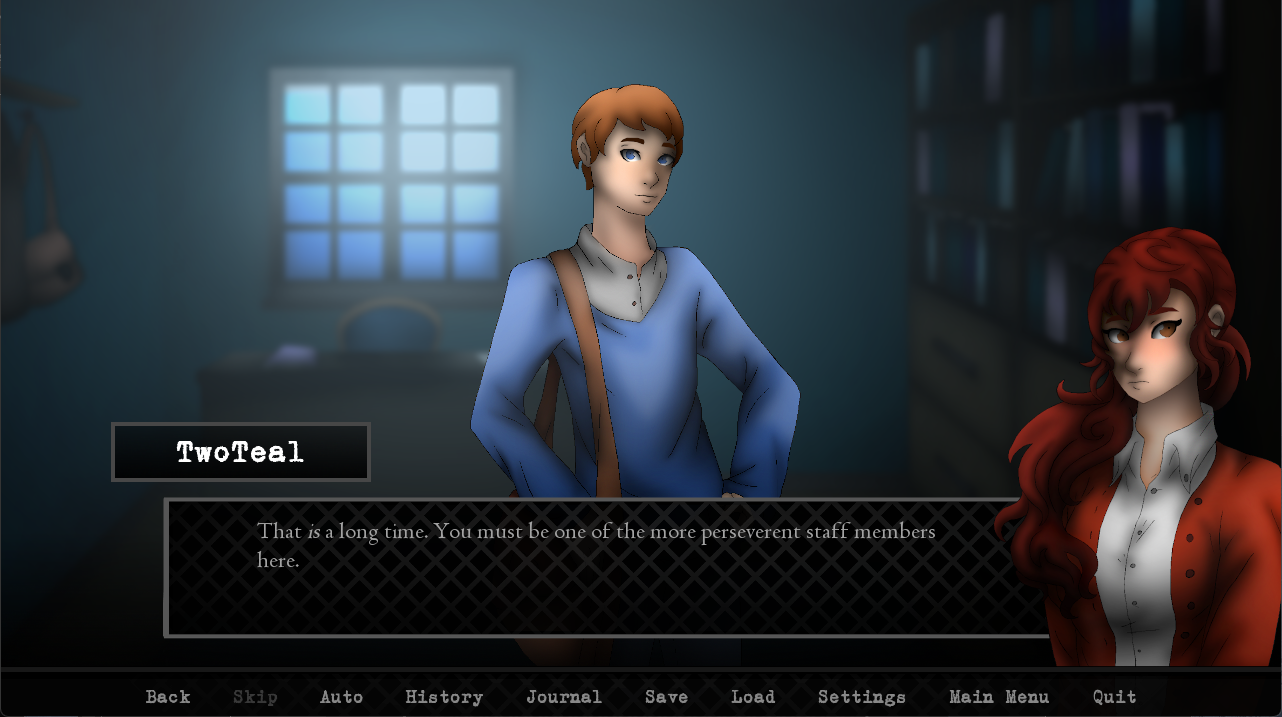 TwoTeal
That is a long time. You must be one of the more perseverent staff members
here.
Back Skip Auto History Journal Save Load Settings Main Menu Quit